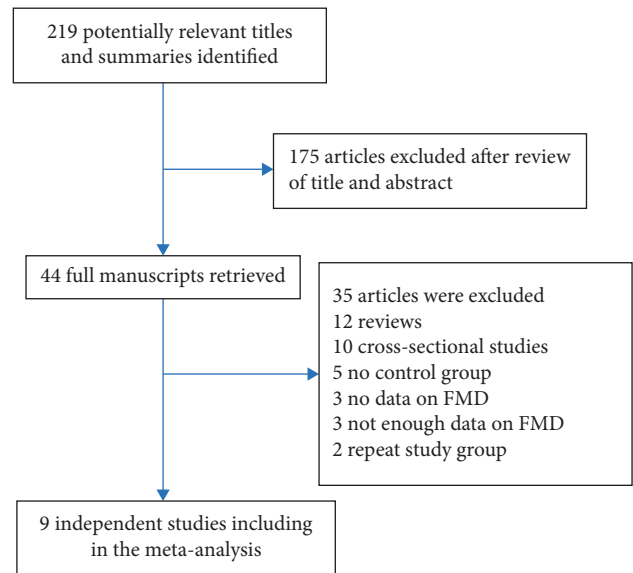 219 potentially relevant titles
and summaries identified
175 articles excluded after review
of title and abstract
44 full manuscripts retrieved
35 articles were excluded
12 reviews
10 cross-sectional studies
5 no control group
3 no data on FMD
3 not enough data on FMD
2 repeat study group
9 independent studies including
in the meta-analysis